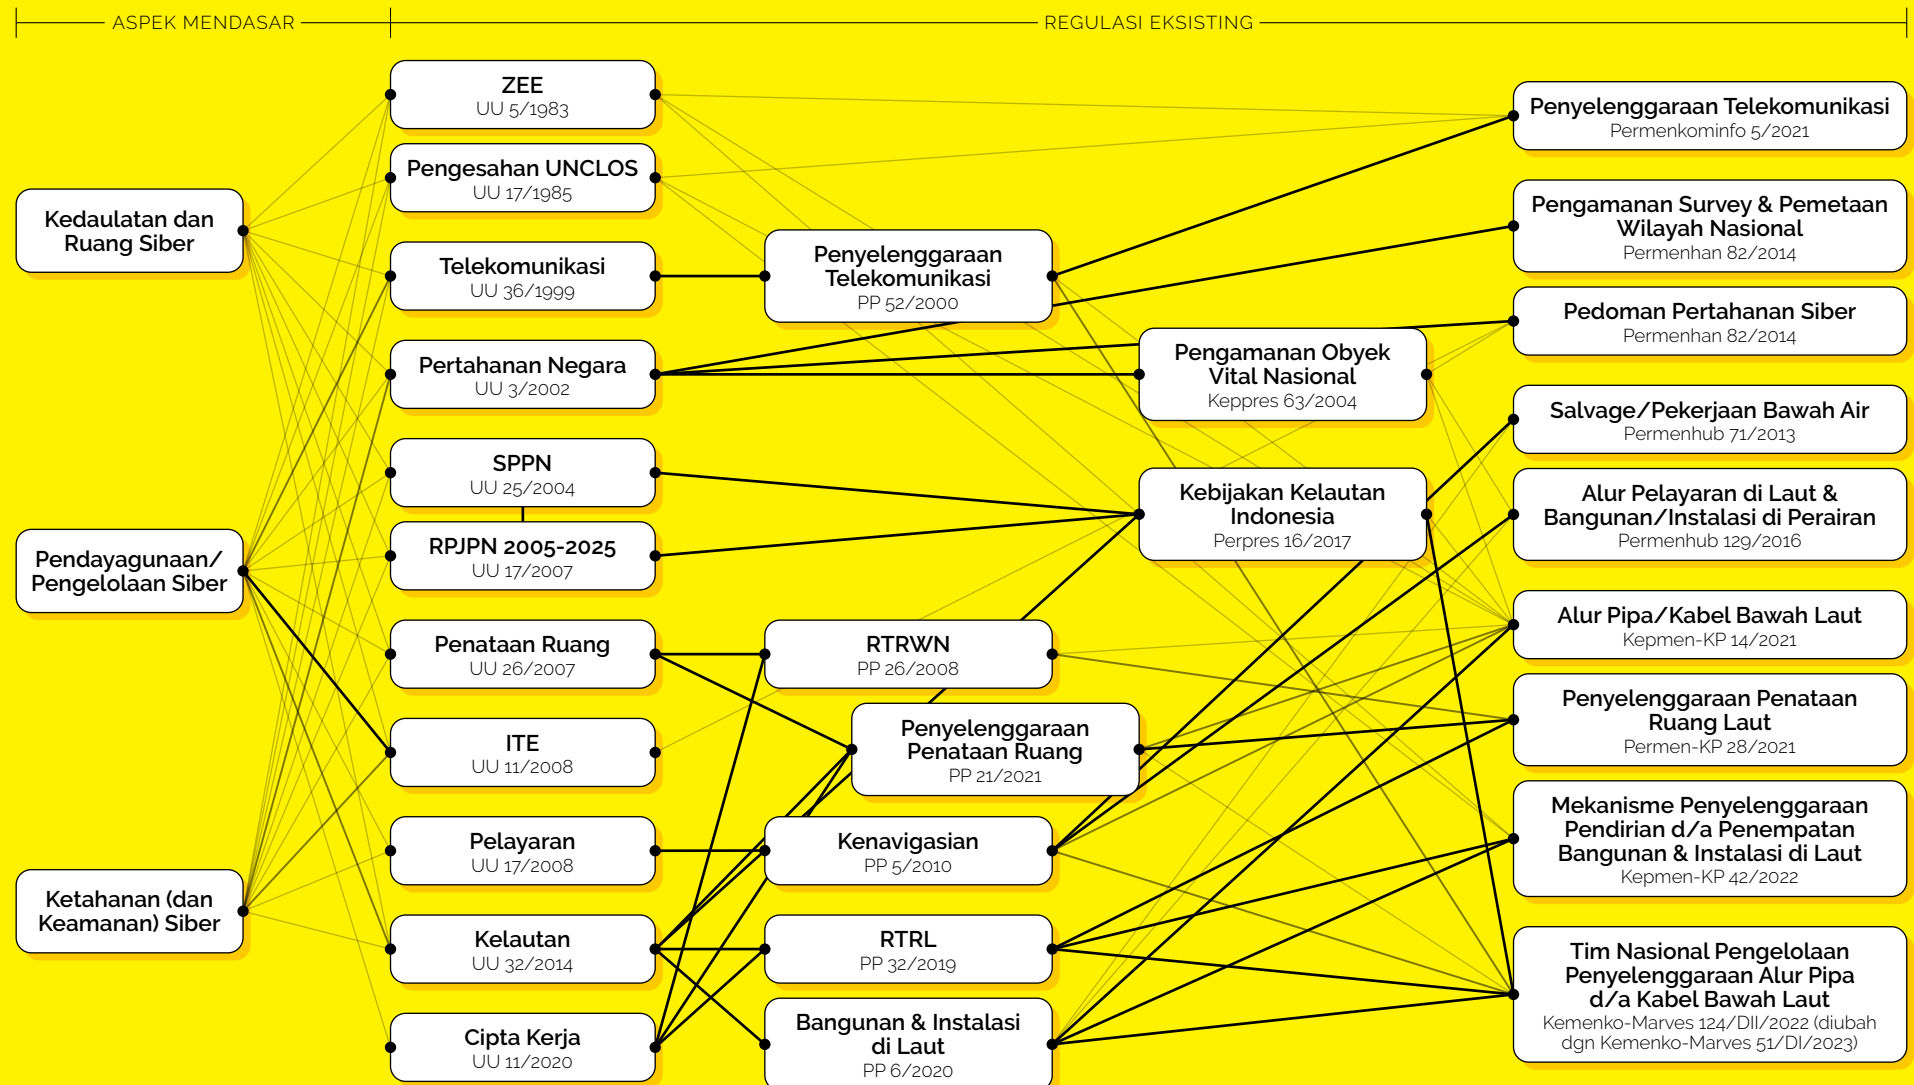 ASPEK MENDASAR
REGULASI EKSISTING
Kedaulatan dan
Ruang Siber
Pendayagunaan/
Pengelolaan Siber
Ketahanan (dan
Keamanan) Siber
ZEE
UU 5/1983
Pengesahan UNCLOS
UU 17/1985
Telekomunikasi
UU 36/1999
Pertahanan Negara
UU 3/2002
SPPN
UU 25/2004
RPJPN 2005-2025
UU 17/2007
Penataan Ruang
UU 26/2007
ITE
UU 11/2008
Pelayaran
UU 17/2008
Kelautan
UU 32/2014
Cipta Kerja
UU 11/2020
Penyelenggaraan
Telekomunikasi
PP 52/2000
RTRWN
PP 26/2008
Penyelenggaraan
Penataan Ruang
PP 21/2021
Kenavigasian
PP 5/2010
RTRL
PP 32/2019
Bangunan & Instalasi
di Laut
PP 6/2020
Pengamanan Obyek
Vital Nasional
Keppres 63/2004
Kebijakan Kelautan
Indonesia
Perpres 16/2017
Penyelenggaraan Telekomunikasi
Permenkominfo 5/2021
Pengamanan Survey & Pemetaan
Wilayah Nasional
Permenhan 82/2014
Pedoman Pertahanan Siber
Permenhan 82/2014
Salvage/Pekerjaan Bawah Air
Permenhub 71/2013
Alur Pelayaran di Laut &
Bangunan/Instalasi di Perairan
Permenhub 129/2016
Alur Pipa/Kabel Bawah Laut
Kepmen-KP 14/2021
Penyelenggaraan Penataan
Ruang Laut
Permen-KP 28/2021
Mekanisme Penyelenggaraan
Pendirian d/a Penempatan
Bangunan & Instalasi di Laut
Kepmen-KP 42/2022
Tim Nasional Pengelolaan
Penyelenggaraan Alur Pipa
d/a Kabel Bawah Laut
Kemenko-Marves 124/DII/2022 (diubah
dgn Kemenko-Marves 51/DI/2023)